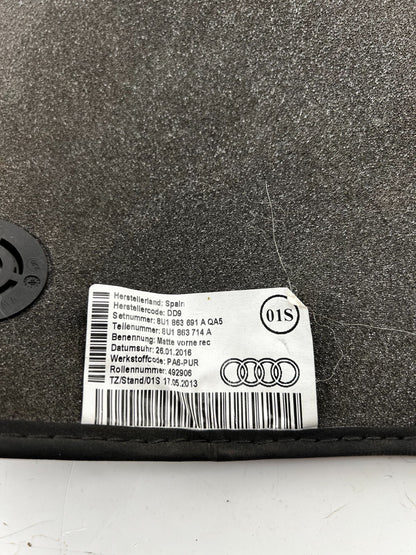 Herstellerland: Spain
Herstellercode: DD9
Setnummer: 8U1 863 691 A QA5
Teilenummer: 8U1 863 714 A
Benennung: Matte vorne rec
Datumsuhr: 26.01.2016
Werkstoffcode: PA6-PUR
Rollennummer: 492906
TZ/Stand/01S 17.05.2013
01S